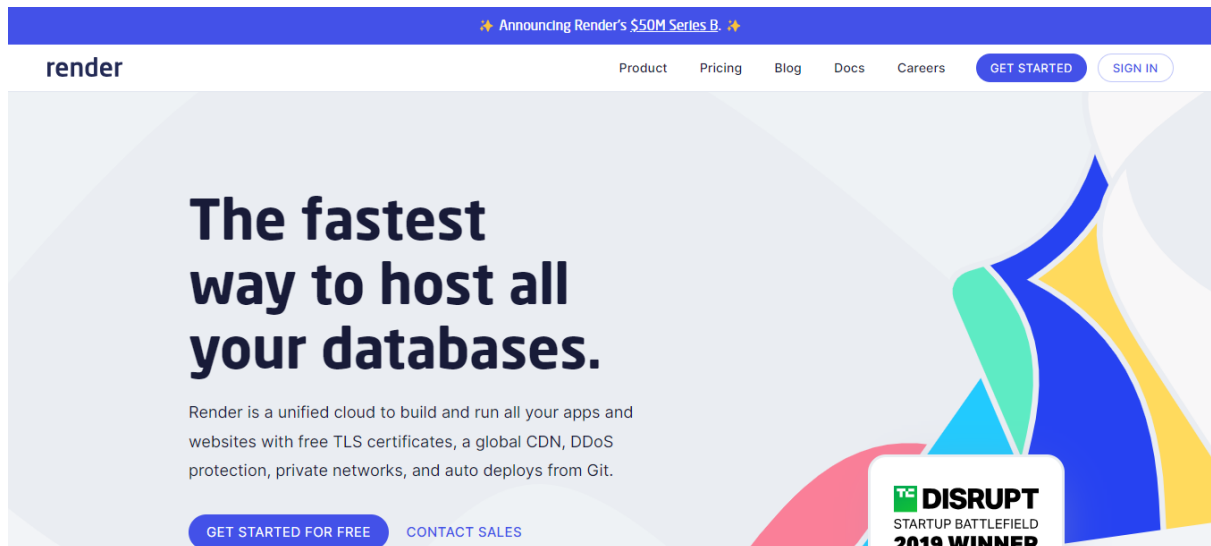 ✨ Announcing Render's $50M Series B. ✨
render
Product Pricing Blog Docs Careers GET STARTED SIGN IN
The fastest
way to host all
your databases.
Render is a unified cloud to build and run all your apps and
websites with free TLS certificates, a global CDN, DDoS
protection, private networks, and auto deploys from Git.
GET STARTED FOR FREE CONTACT SALES
TC DISRUPT
STARTUP BATTLEFIELD
2019 WINNER